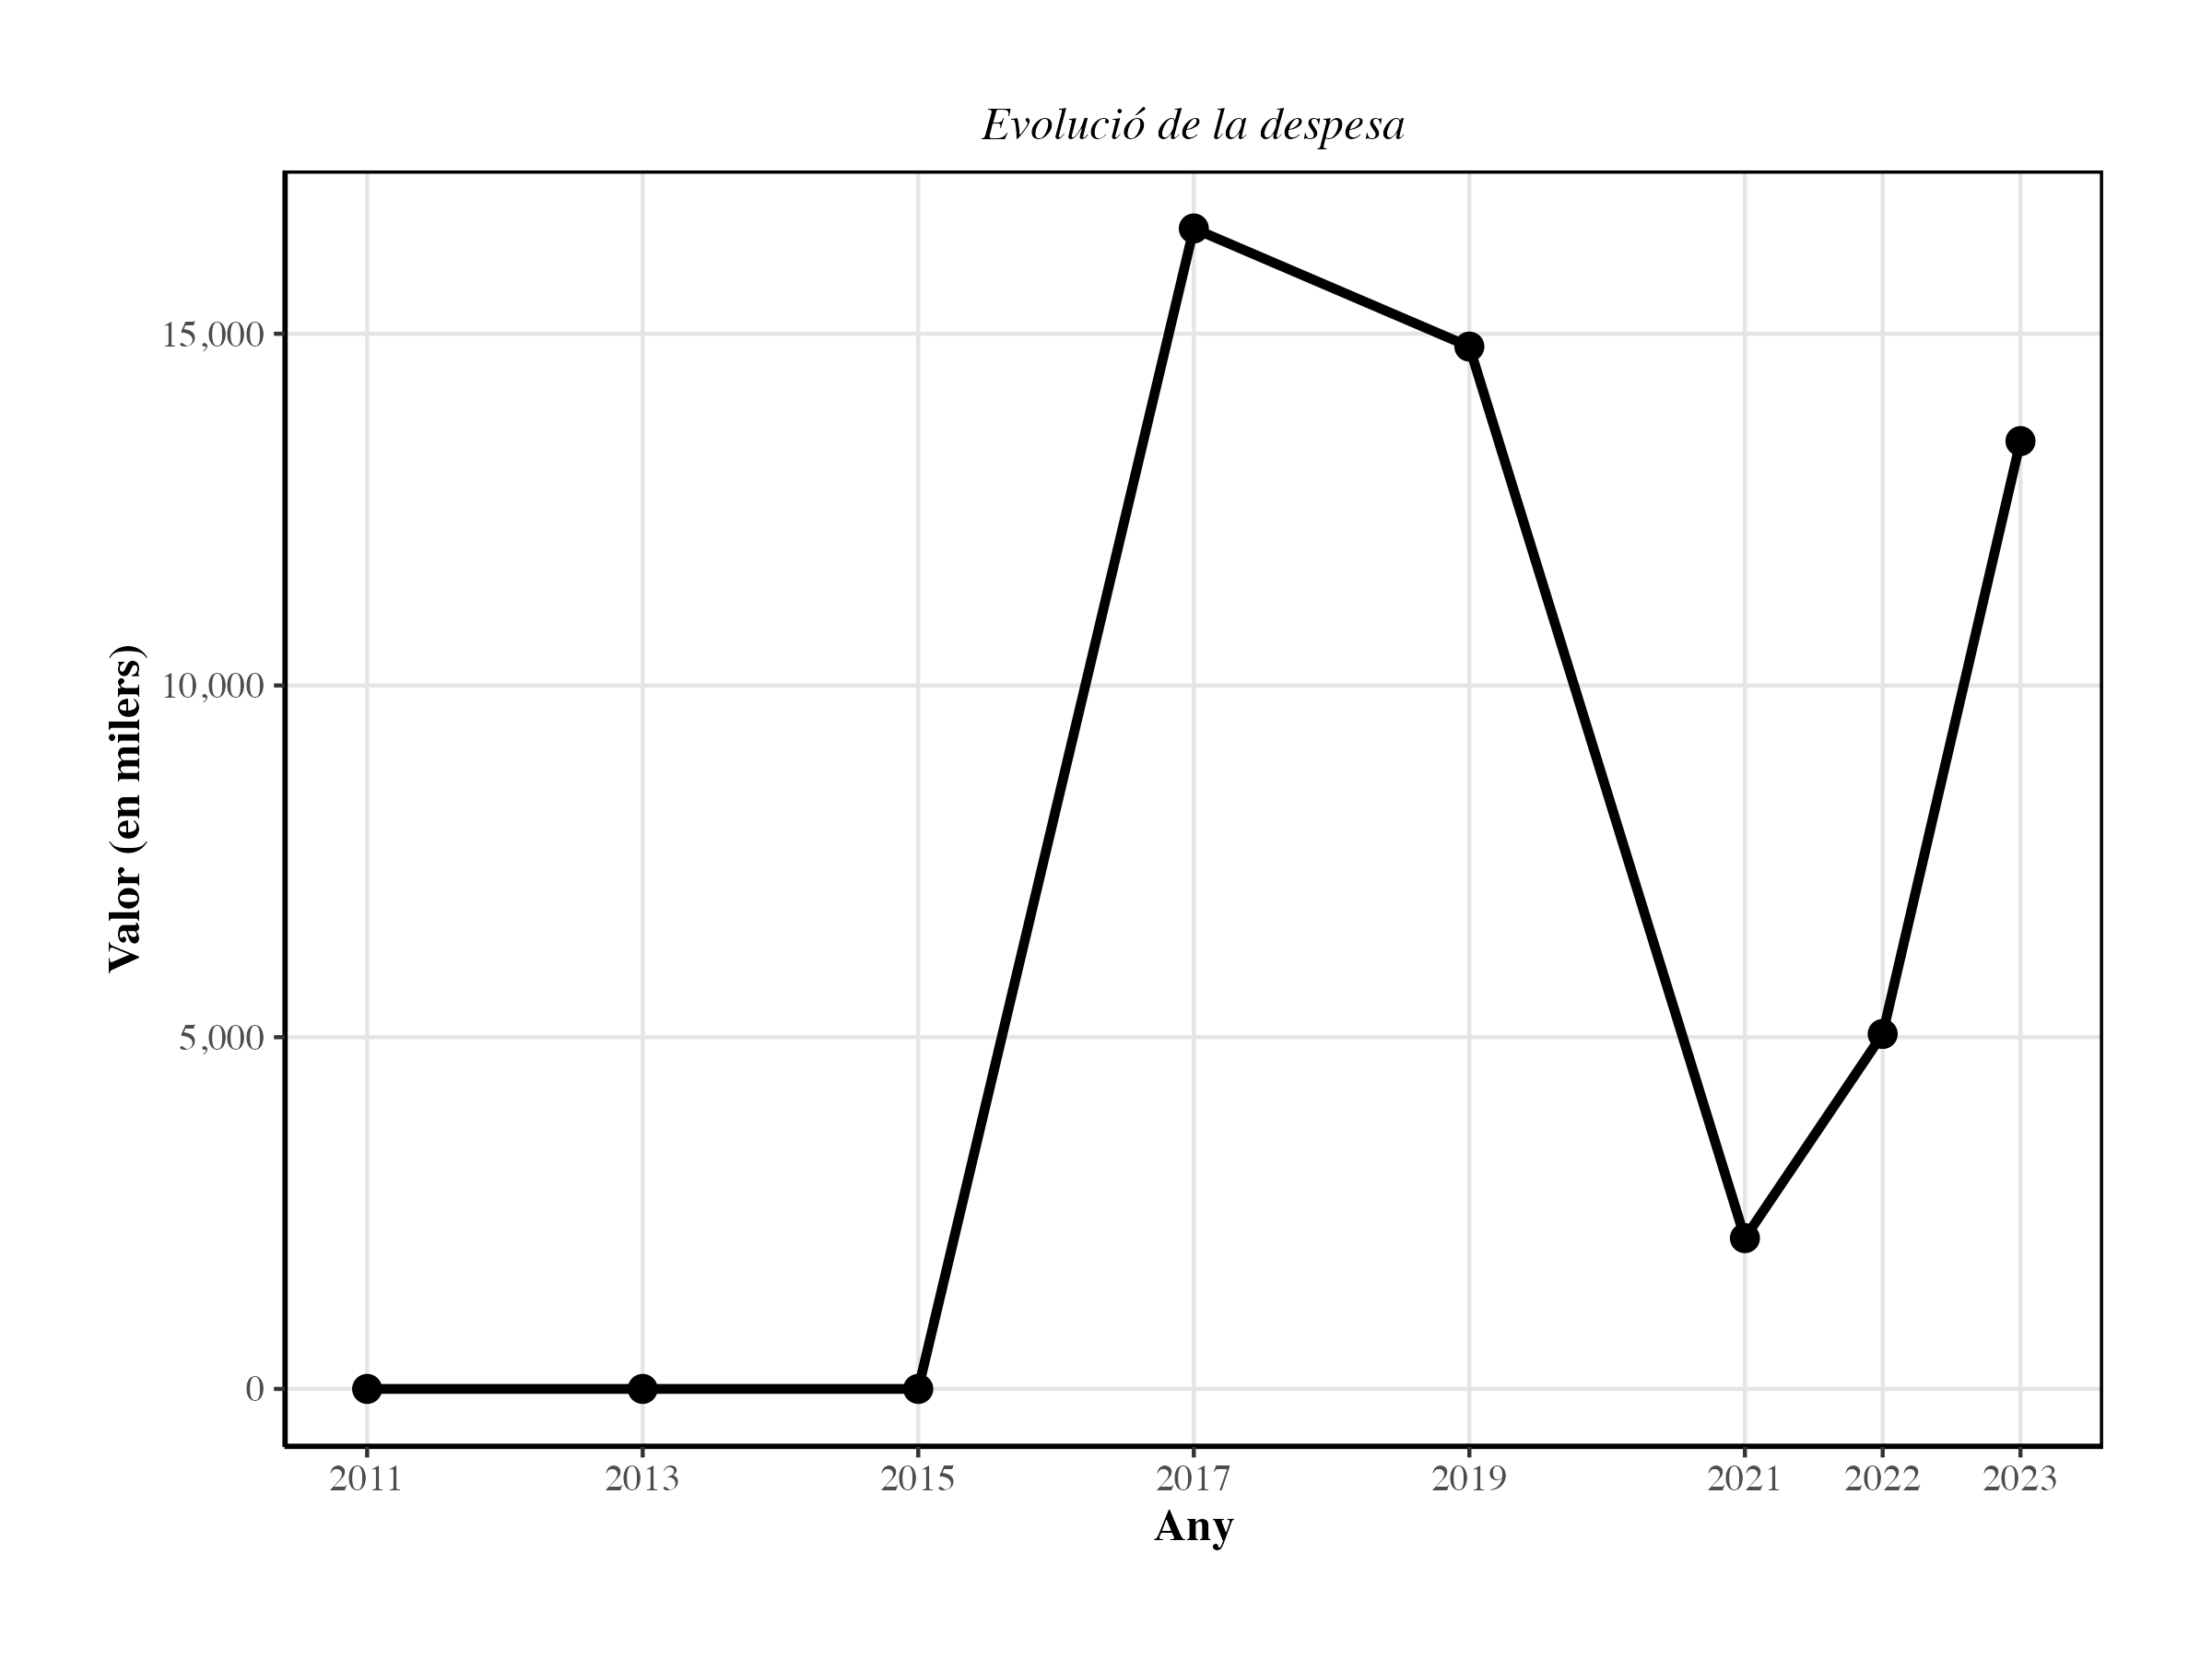 Evolució de la despesa
Valor (en milers)
15,000
10,000
5,000
0
2011 2013 2015 2017 2019 2021 2022 2023
Any